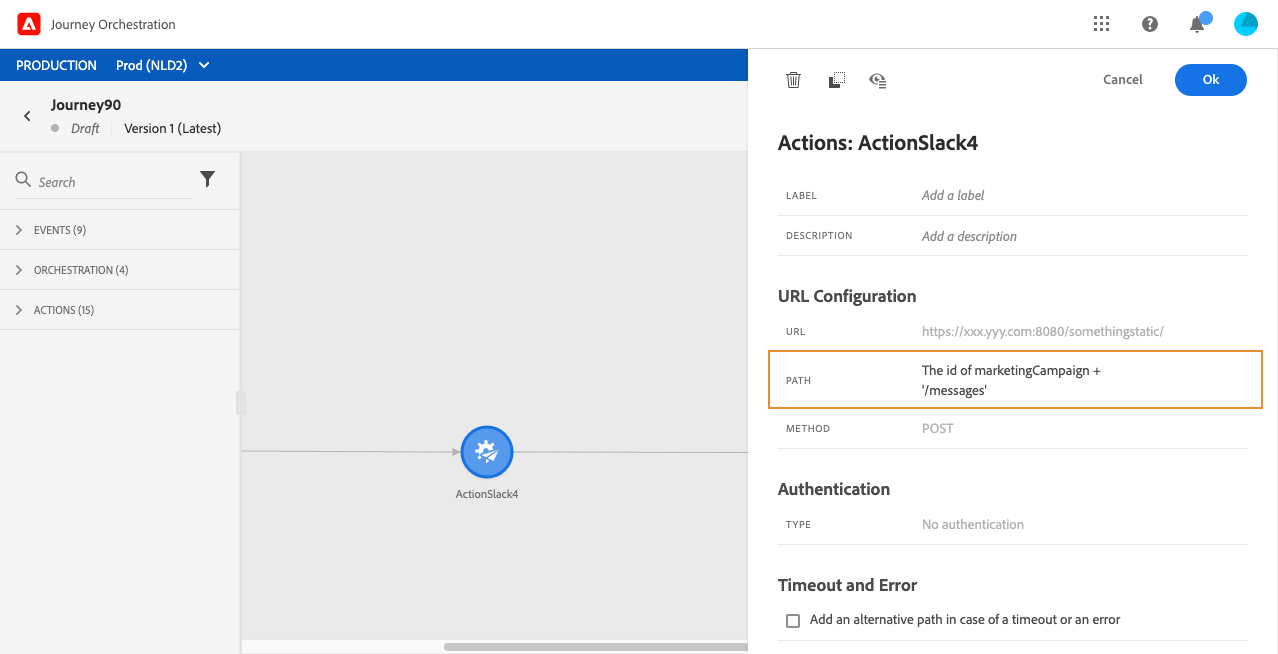 Journey Orchestration
PRODUCTION Prod (NLD2)
Journey90
Draft Version 1 (Latest)
Search
EVENTS (9)
ORCHESTRATION (4)
ACTIONS (15)
ActionSlack4
Cancel Ok
Actions: ActionSlack4
LABEL Add a label
DESCRIPTION Add a description
URL Configuration
URL https://xxx.yyy.com:8080/somethingstatic/
PATH The id of marketingCampaign +
'/messages'
METHOD POST
Authentication
TYPE No authentication
Timeout and Error
Add an alternative path in case of a timeout or an error